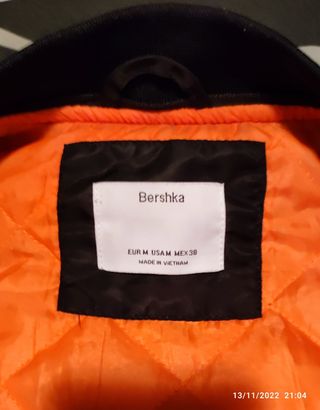 Bershka
EUR M USA M MEX 38
MADE IN VIETNAM
13/11/2022 21:04